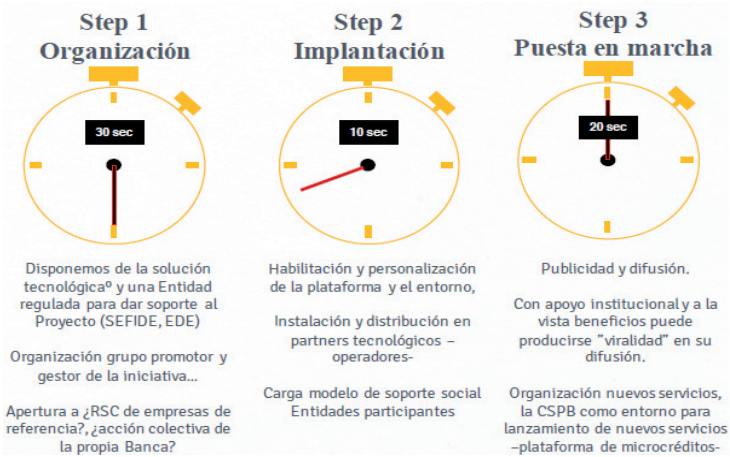 Step 1
Organización
30 sec
Disponemos de la solución
tecnológicaº y una Entidad
regulada para dar soporte al
Proyecto (SEFIDE, EDE)
Organización grupo promotor y
gestor de la iniciativa...
Apertura a ¿RSC de empresas de
referencia?, ¿acción colectiva de
la propia Banca?
Step 2
Implantación
10 sec
Habilitación y personalización
de la plataforma y el entorno,
Instalación y distribución en
partners tecnológicos –
operadores-
Carga modelo de soporte social
Entidades participantes
Step 3
Puesta en marcha
20 sec
Publicidad y difusión.
Con apoyo institucional y a la
vista beneficios puede
producirse "viralidad" en su
difusión.
Organización nuevos servicios,
la CSPB como entorno para
lanzamiento de nuevos servicios
–plataforma de microcréditos-